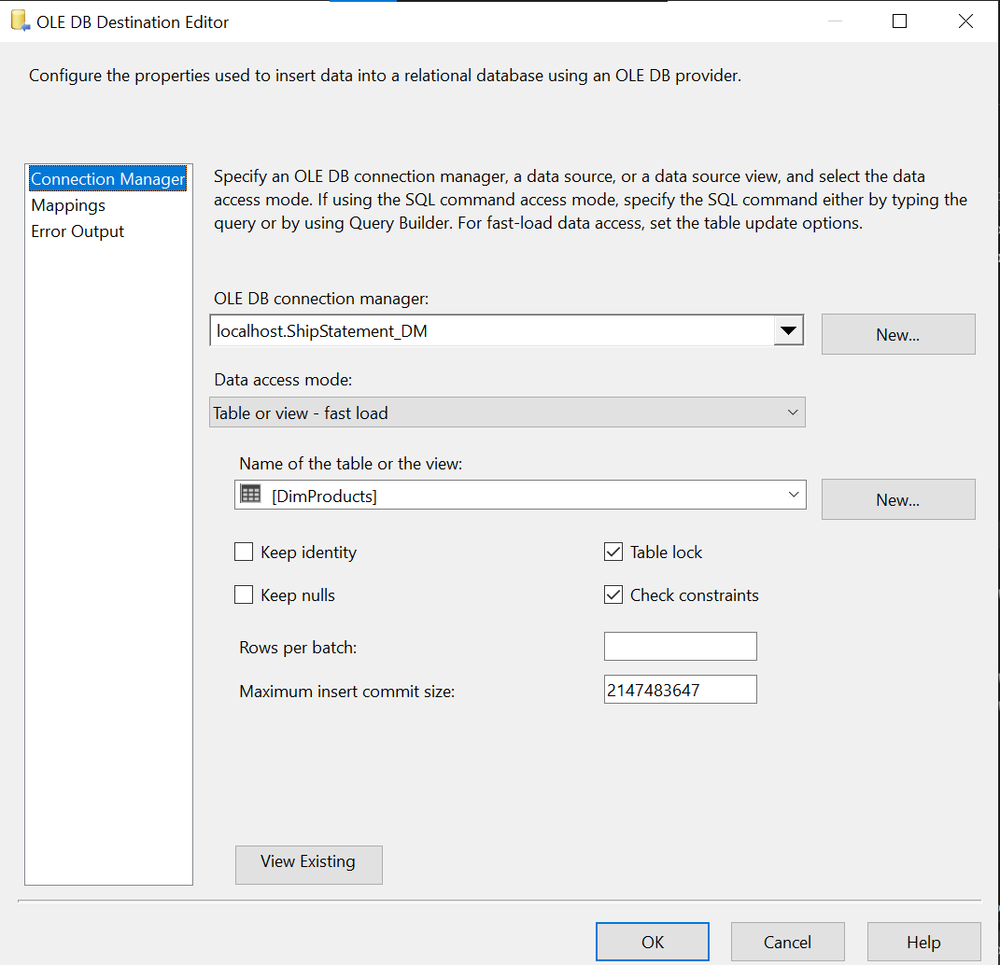 OLE DB Destination Editor
Configure the properties used to insert data into a relational database using an OLE DB provider.
Connection Manager
Mappings
Error Output
Specify an OLE DB connection manager, a data source, or a data source view, and select the data
access mode. If using the SQL command access mode, specify the SQL command either by typing the
query or by using Query Builder. For fast-load data access, set the table update options.
OLE DB connection manager:
localhost.ShipStatement_DM
New...
Data access mode:
Table or view - fast load
Name of the table or the view:
[DimProducts]
New...
Keep identity
Table lock
Keep nulls
Check constraints
Rows per batch:
Maximum insert commit size:
2147483647
View Existing
OK
Cancel
Help